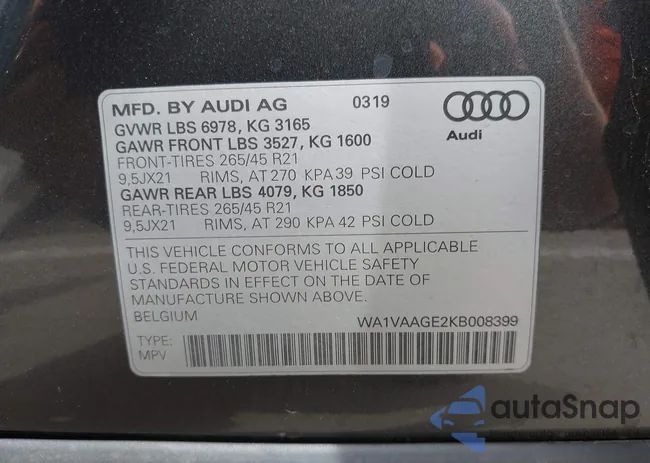 MFD. BY AUDI AG 0319
GVWR LBS 6978, KG 3165
GAWR FRONT LBS 3527, KG 1600
FRONT-TIRES 265/45 R21
9,5JX21 RIMS, AT 270 KPA 39 PSI COLD
GAWR REAR LBS 4079, KG 1850
REAR-TIRES 265/45 R21
9,5JX21 RIMS, AT 290 KPA 42 PSI COLD
Audi
THIS VEHICLE CONFORMS TO ALL APPLICABLE
U.S. FEDERAL MOTOR VEHICLE SAFETY
STANDARDS IN EFFECT ON THE DATE OF
MANUFACTURE SHOWN ABOVE.
BELGIUM WA1VAAGE2KB008399
TYPE:
MPV
autoSnap